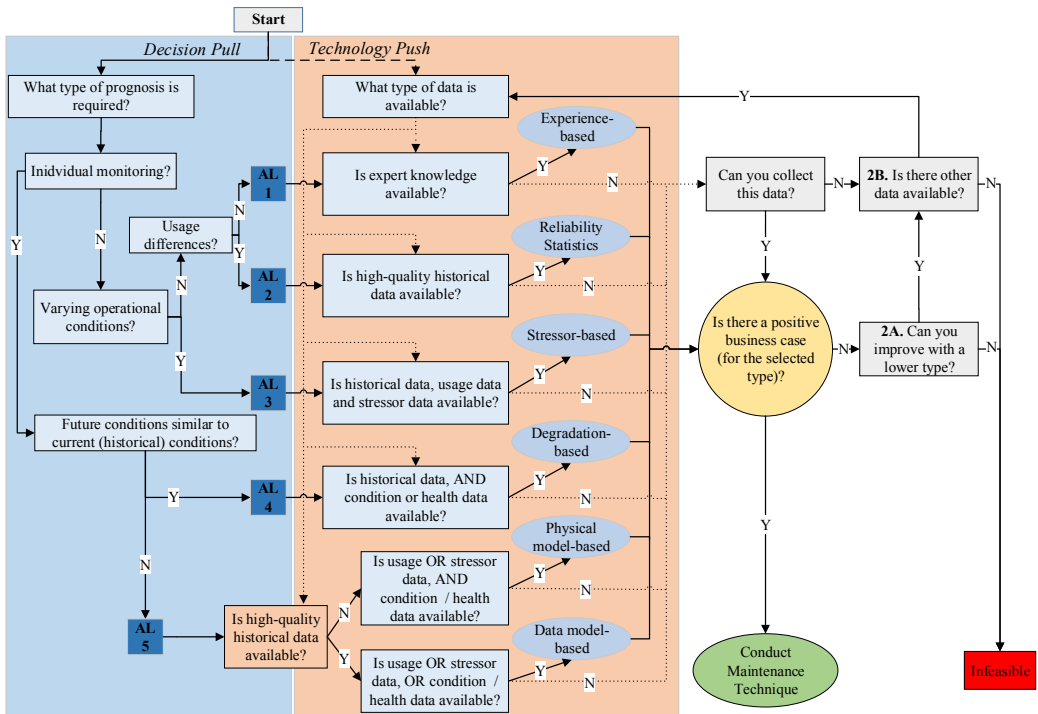 Start
Decision Pull
Technology Push
What type of prognosis is
required?
What type of data is
available?
Y
Experience-
based
Inidvidual monitoring?
AL
1
Is expert knowledge
available?
Y
N
Can you collect
this data?
N
2B. Is there other
data available?
N
N
Usage
differences?
Y
Y
N
Reliability
Statistics
Y
Y
AL
2
Is high-quality historical
data available?
Y
N
N
Varying operational
conditions?
Is there a positive
business case
(for the selected
type)?
N
2A. Can you
improve with a
lower type?
N
Stressor-based
Y
AL
3
Is historical data, usage data
and stressor data available?
Y
N
Future conditions similar to
current (historical) conditions?
Degradation-
based
Y
AL
4
Is historical data, AND
condition or health data
available?
Y
N
Physical
model-based
Y
N
Is usage OR stressor
data, AND
condition / health
data available?
Y
N
N
AL
5
Is high-quality
historical data
available?
Y
Data model-
based
Is usage OR stressor
data, OR condition /
health data available?
Y
N
Conduct
Maintenance
Technique
Infeasible